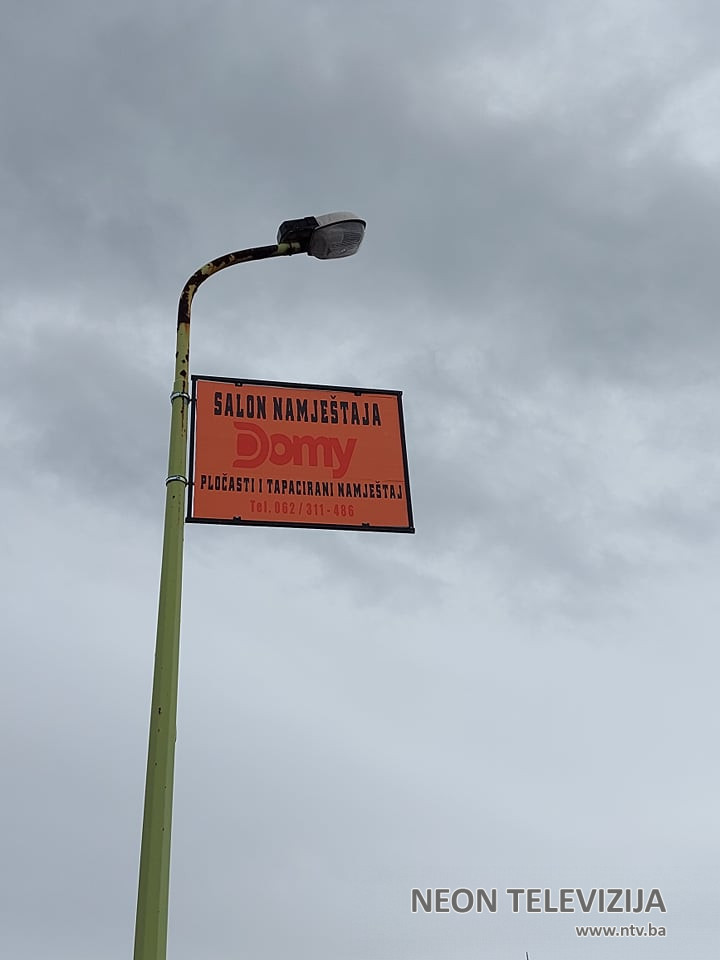 SALON NAMJEŠTAJA
Domy
PLOČASTI I TAPACIRANI NAMJEŠTAJ
Tel. 062 / 311 - 486
NEON TELEVIZIJA
www.ntv.ba